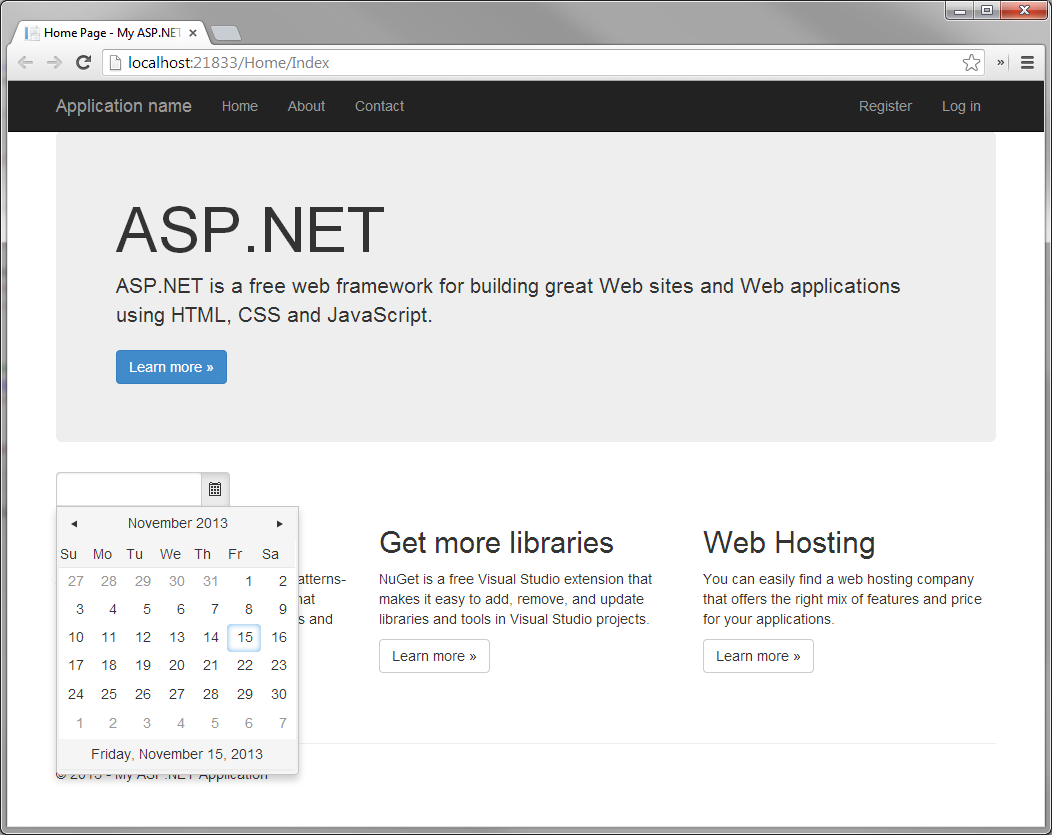 Home Page - My ASP.NET
localhost:21833/Home/Index
Application name Home About Contact Register Log in
ASP.NET
ASP.NET is a free web framework for building great Web sites and Web applications
using HTML, CSS and JavaScript.
Learn more »
November 2013
Su Mo Tu We Th Fr Sa
27 28 29 30 31 1 2
3 4 5 6 7 8 9
10 11 12 13 14 15 16
17 18 19 20 21 22 23
24 25 26 27 28 29 30
1 2 3 4 5 6 7
Friday, November 15, 2013
s and
Get more libraries
NuGet is a free Visual Studio extension that
makes it easy to add, remove, and update
libraries and tools in Visual Studio projects.
Learn more »
Web Hosting
You can easily find a web hosting company
that offers the right mix of features and price
for your applications.
Learn more »
© 2013 - My ASP.NET Application